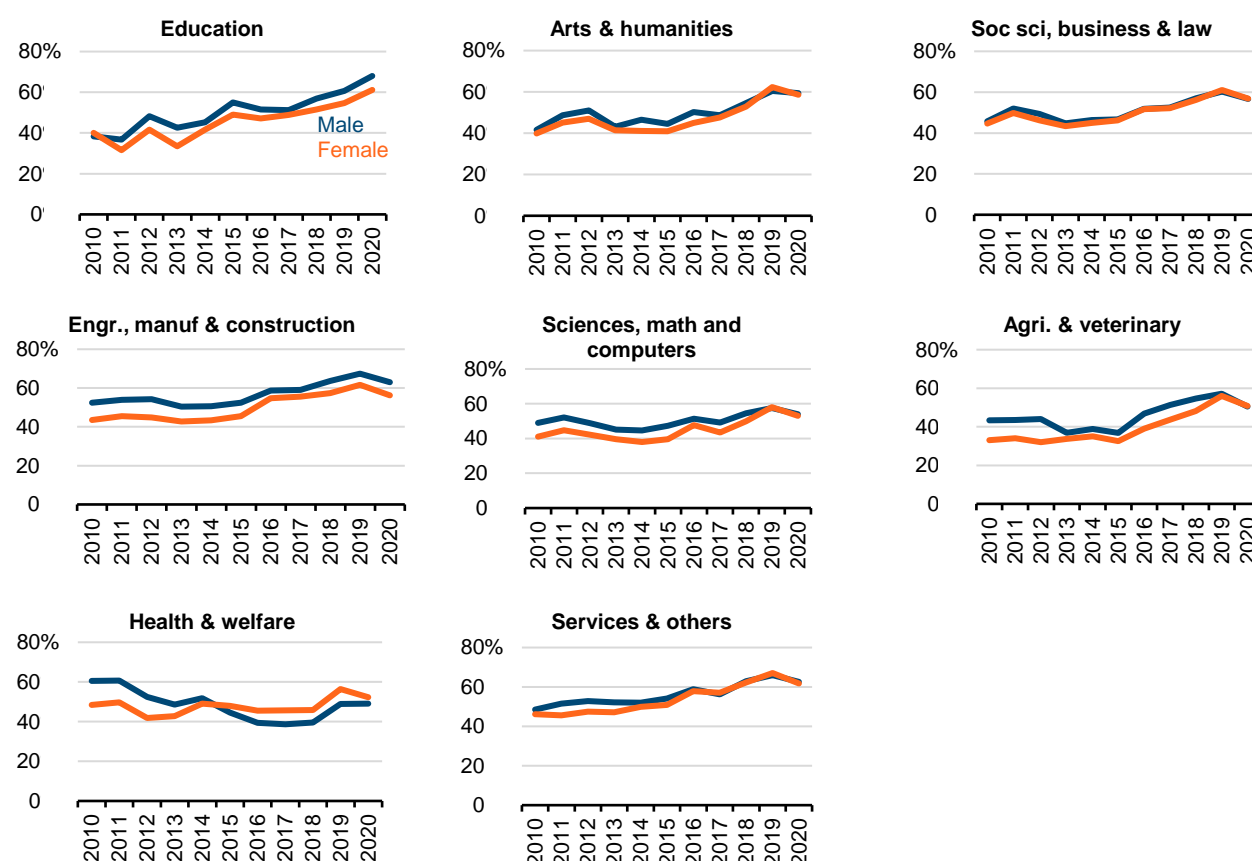 Education
80%
60'
40
20'
0'
Male
Female
2010 2011 2012 2013 2014 2015 2016 2017 2018 2019 2020
Arts & humanities
80%
60
40
20
0
2010 2011 2012 2013 2014 2015 2016 2017 2018 2019 2020
Soc sci, business & law
80%
60
40
20
0
2010 2011 2012 2013 2014 2015 2016 2017 2018 2019 2020
Engr., manuf & construction
80%
60
40
20
0
2010 2011 2012 2013 2014 2015 2016 2017 2018 2019 2020
Sciences, math and
computers
80%
60
40
20
0
2010 2011 2012 2013 2014 2015 2016 2017 2018 2019 2020
Agri. & veterinary
80%
60
40
20
0
2010 2011 2012 2013 2014 2015 2016 2017 2018 2019 2020
Health & welfare
80%
60
40
20
0
2010 2011 2012 2013 2014 2015 2016 2017 2018 2019 2020
Services & others
80%
60
40
20
0
2010 2011 2012 2013 2014 2015 2016 2017 2018 2019 2020